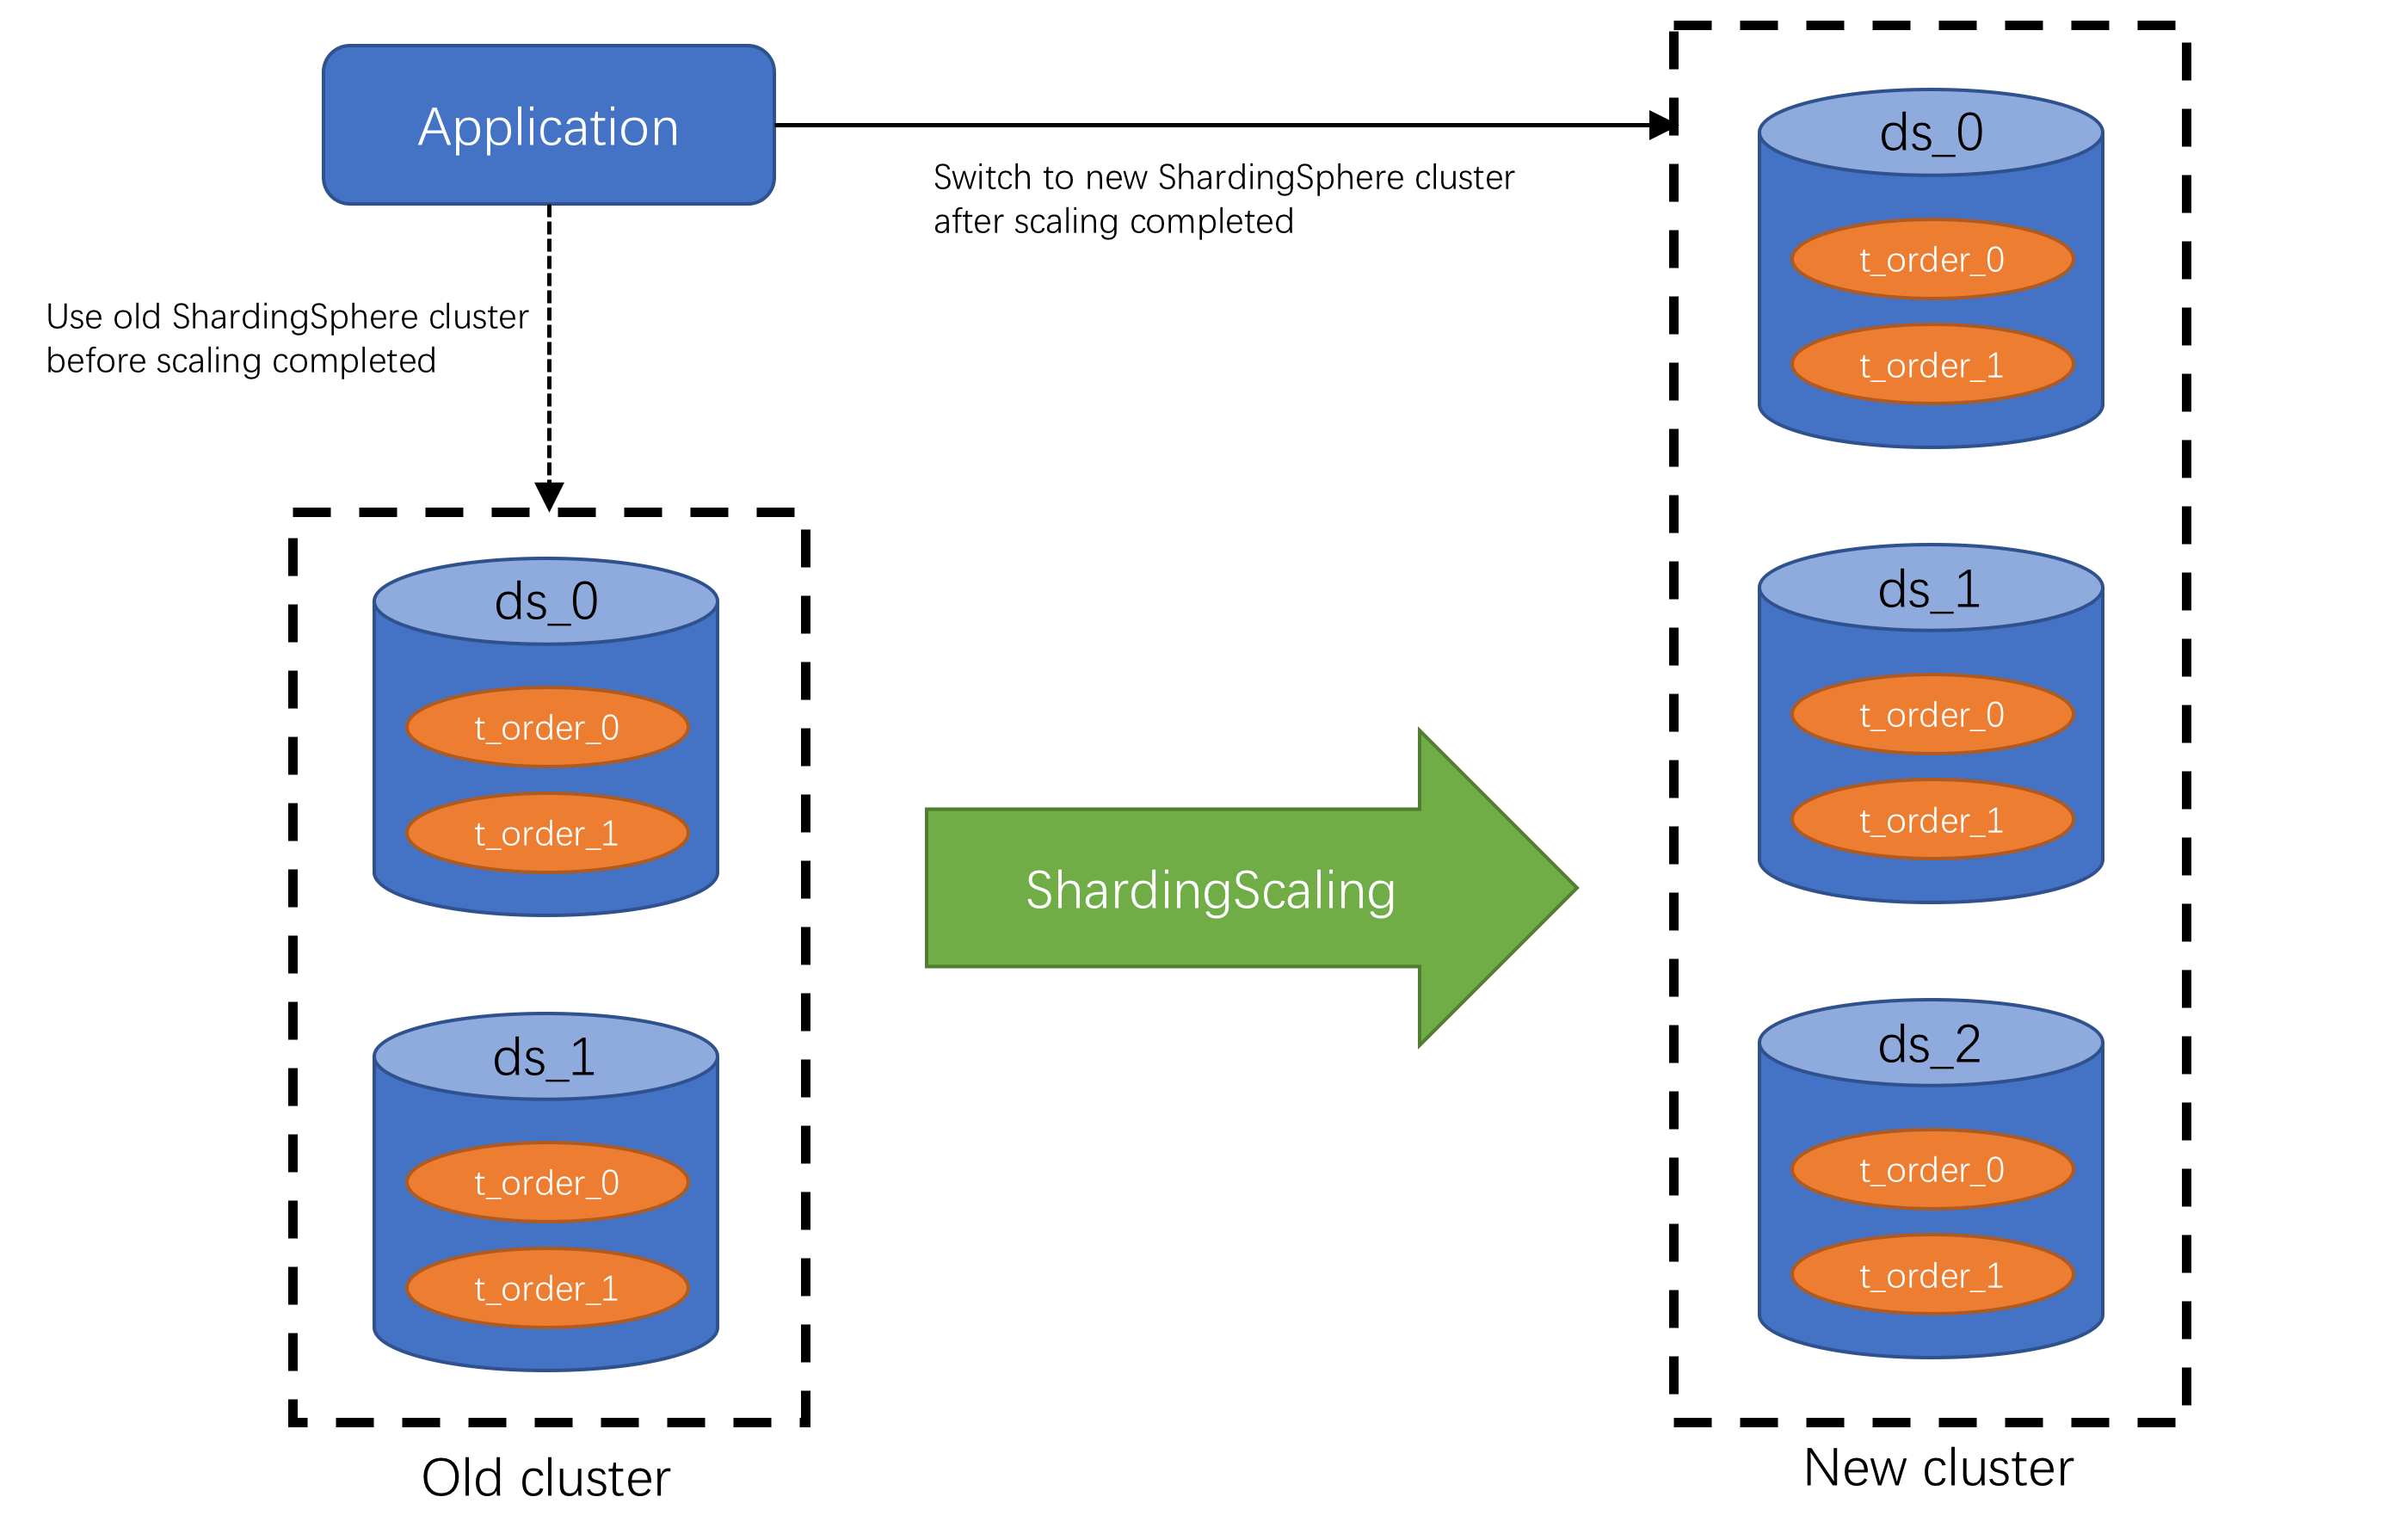 Application
Switch to new ShardingSphere cluster
after scaling completed
Use old ShardingSphere cluster
before scaling completed
ds_0
t_order_0
t_order_1
ds_1
t_order_0
t_order_1
Old cluster
ShardingScaling
ds_0
t_order_0
t_order_1
ds_1
t_order_0
t_order_1
ds_2
t_order_0
t_order_1
New cluster